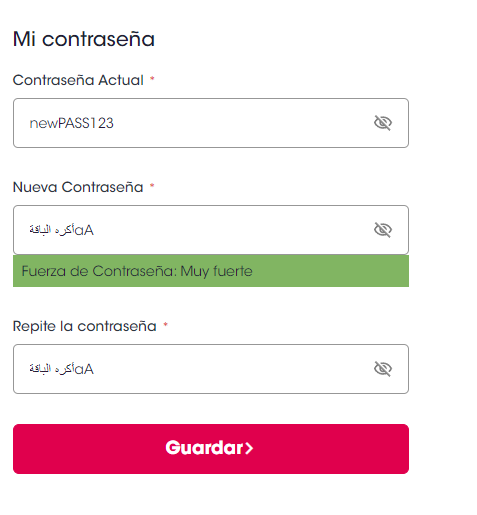 Mi contraseña
Contraseña Actual *
newPASS123
Nueva Contraseña *
أكره الباقةaA
Fuerza de Contraseña: Muy fuerte
Repite la contraseña *
أكره الباقةaA
Guardar